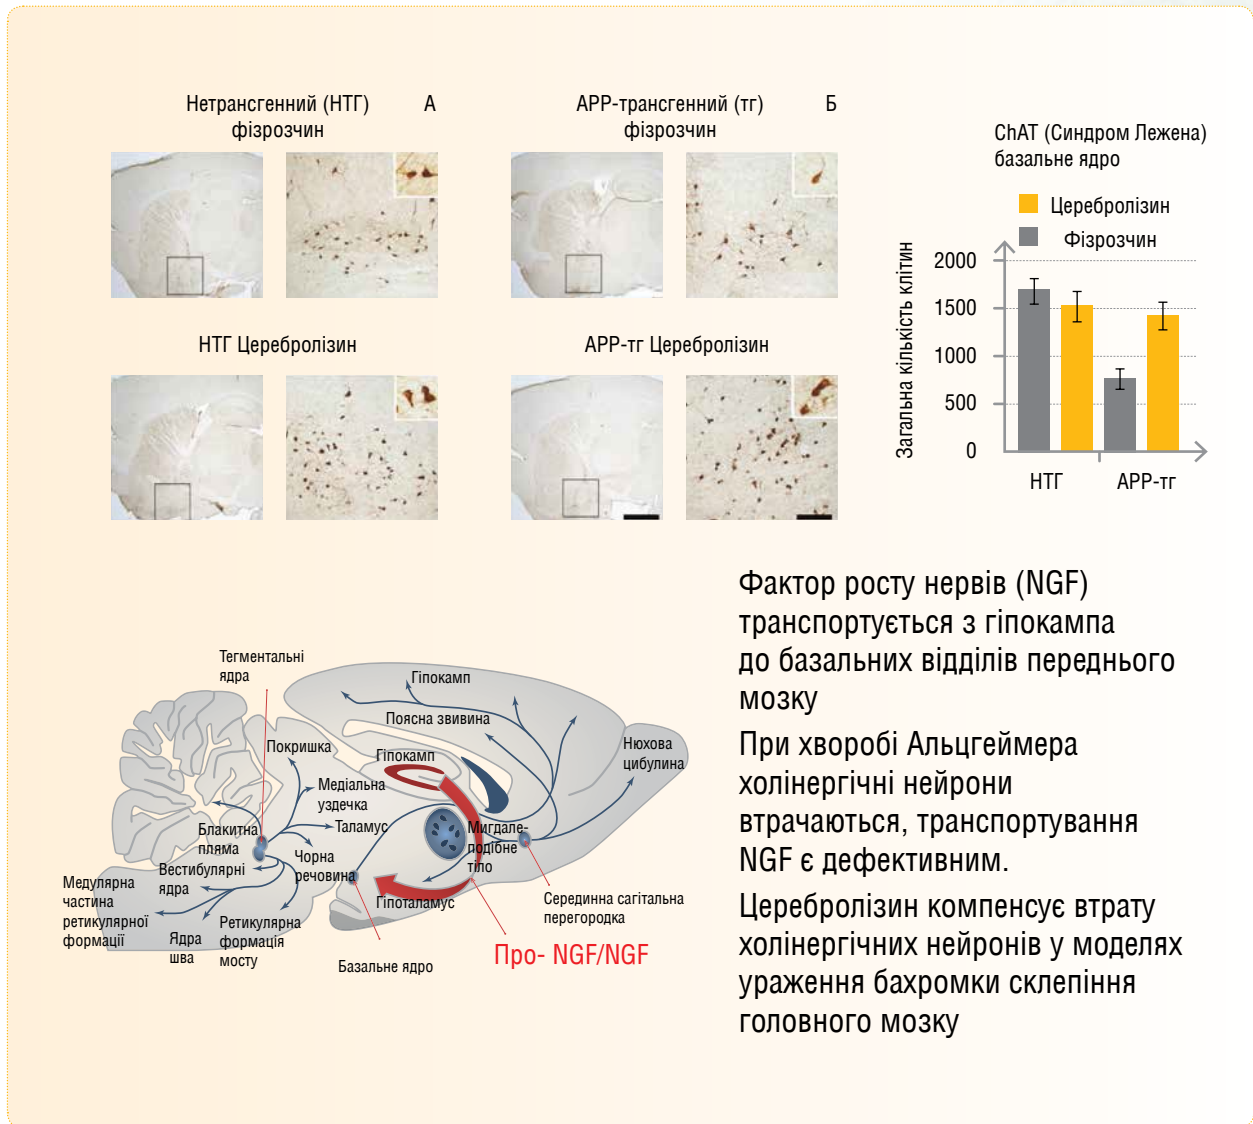 Нетрансгенний (НТГ)
фізрозчин
А
АРР-трансгенний (тг)
фізрозчин
Б
НТГ Церебролізин
АРР-тг Церебролізин
ChAT (Синдром Лежена)
базальне ядро
Церебролізин
Фізрозчин
Загальна кількість клітин
2000
1500
1000
500
0
НТГ
АРР-тг
Тегментальні
ядра
Гіпокамп
Поясна звивина
Покришка
Гіпокамп
Нюхова
цибулина
Медіальна
уздечка
Таламус
Мигдале-
подібне
тіло
Блакитна
пляма
Чорна
речовина
Вестибулярні
ядра
Медулярна
частина
ретикулярної
формації
Гіпоталамус
Серединна сагітальна
перегородка
Ядра
шва
Ретикулярна
формація
мосту
Базальне ядро
Про- NGF/NGF
Фактор росту нервів (NGF)
транспортується з гіпокампа
до базальних відділів переднього
мозку
При хворобі Альцгеймера
холінергічні нейрони
втрачаються, транспортування
NGF є дефективним.
Церебролізин компенсує втрату
холінергічних нейронів у моделях
ураження бахромки склепіння
головного мозку